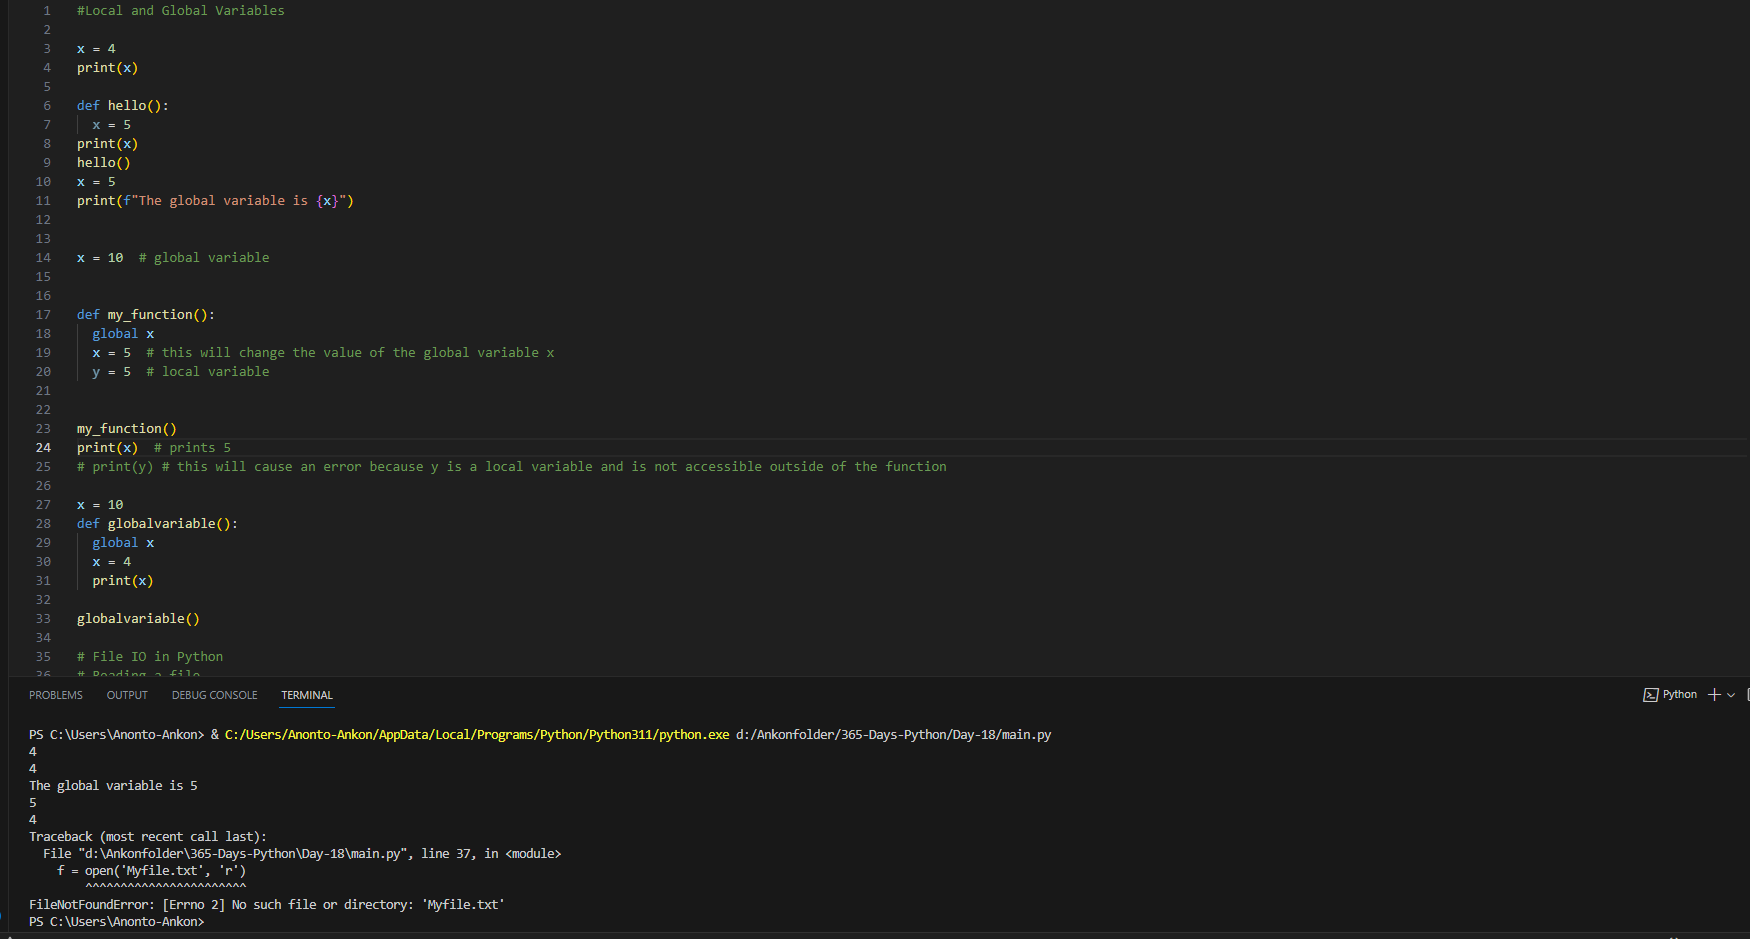 1 #Local and Global Variables
2
3 x = 4
4 print(x)
5
6 def hello():
7   x = 5
8 print(x)
9 hello()
10 x = 5
11 print(f"The global variable is {x}")
12
13
14 x = 10  # global variable
15
16
17 def my_function():
18   global x
19   x = 5  # this will change the value of the global variable x
20   y = 5  # local variable
21
22
23 my_function()
24 print(x)  # prints 5
25 # print(y) # this will cause an error because y is a local variable and is not accessible outside of the function
26
27 x = 10
28 def globalvariable():
29   global x
30   x = 4
31   print(x)
32
33 globalvariable()
34
35 # File IO in Python
36 # Reading a file
PROBLEMS OUTPUT DEBUG CONSOLE TERMINAL Python
PS C:\Users\Anonto-Ankon> & C:/Users/Anonto-Ankon/AppData/Local/Programs/Python/Python311/python.exe d:/Ankonfolder/365-Days-Python/Day-18/main.py
4
4
The global variable is 5
5
4
Traceback (most recent call last):
  File "d:\Ankonfolder\365-Days-Python\Day-18\main.py", line 37, in <module>
    f = open('Myfile.txt', 'r')
        ^^^^^^^^^^^^^^^^^^^^^^^
FileNotFoundError: [Errno 2] No such file or directory: 'Myfile.txt'
PS C:\Users\Anonto-Ankon>